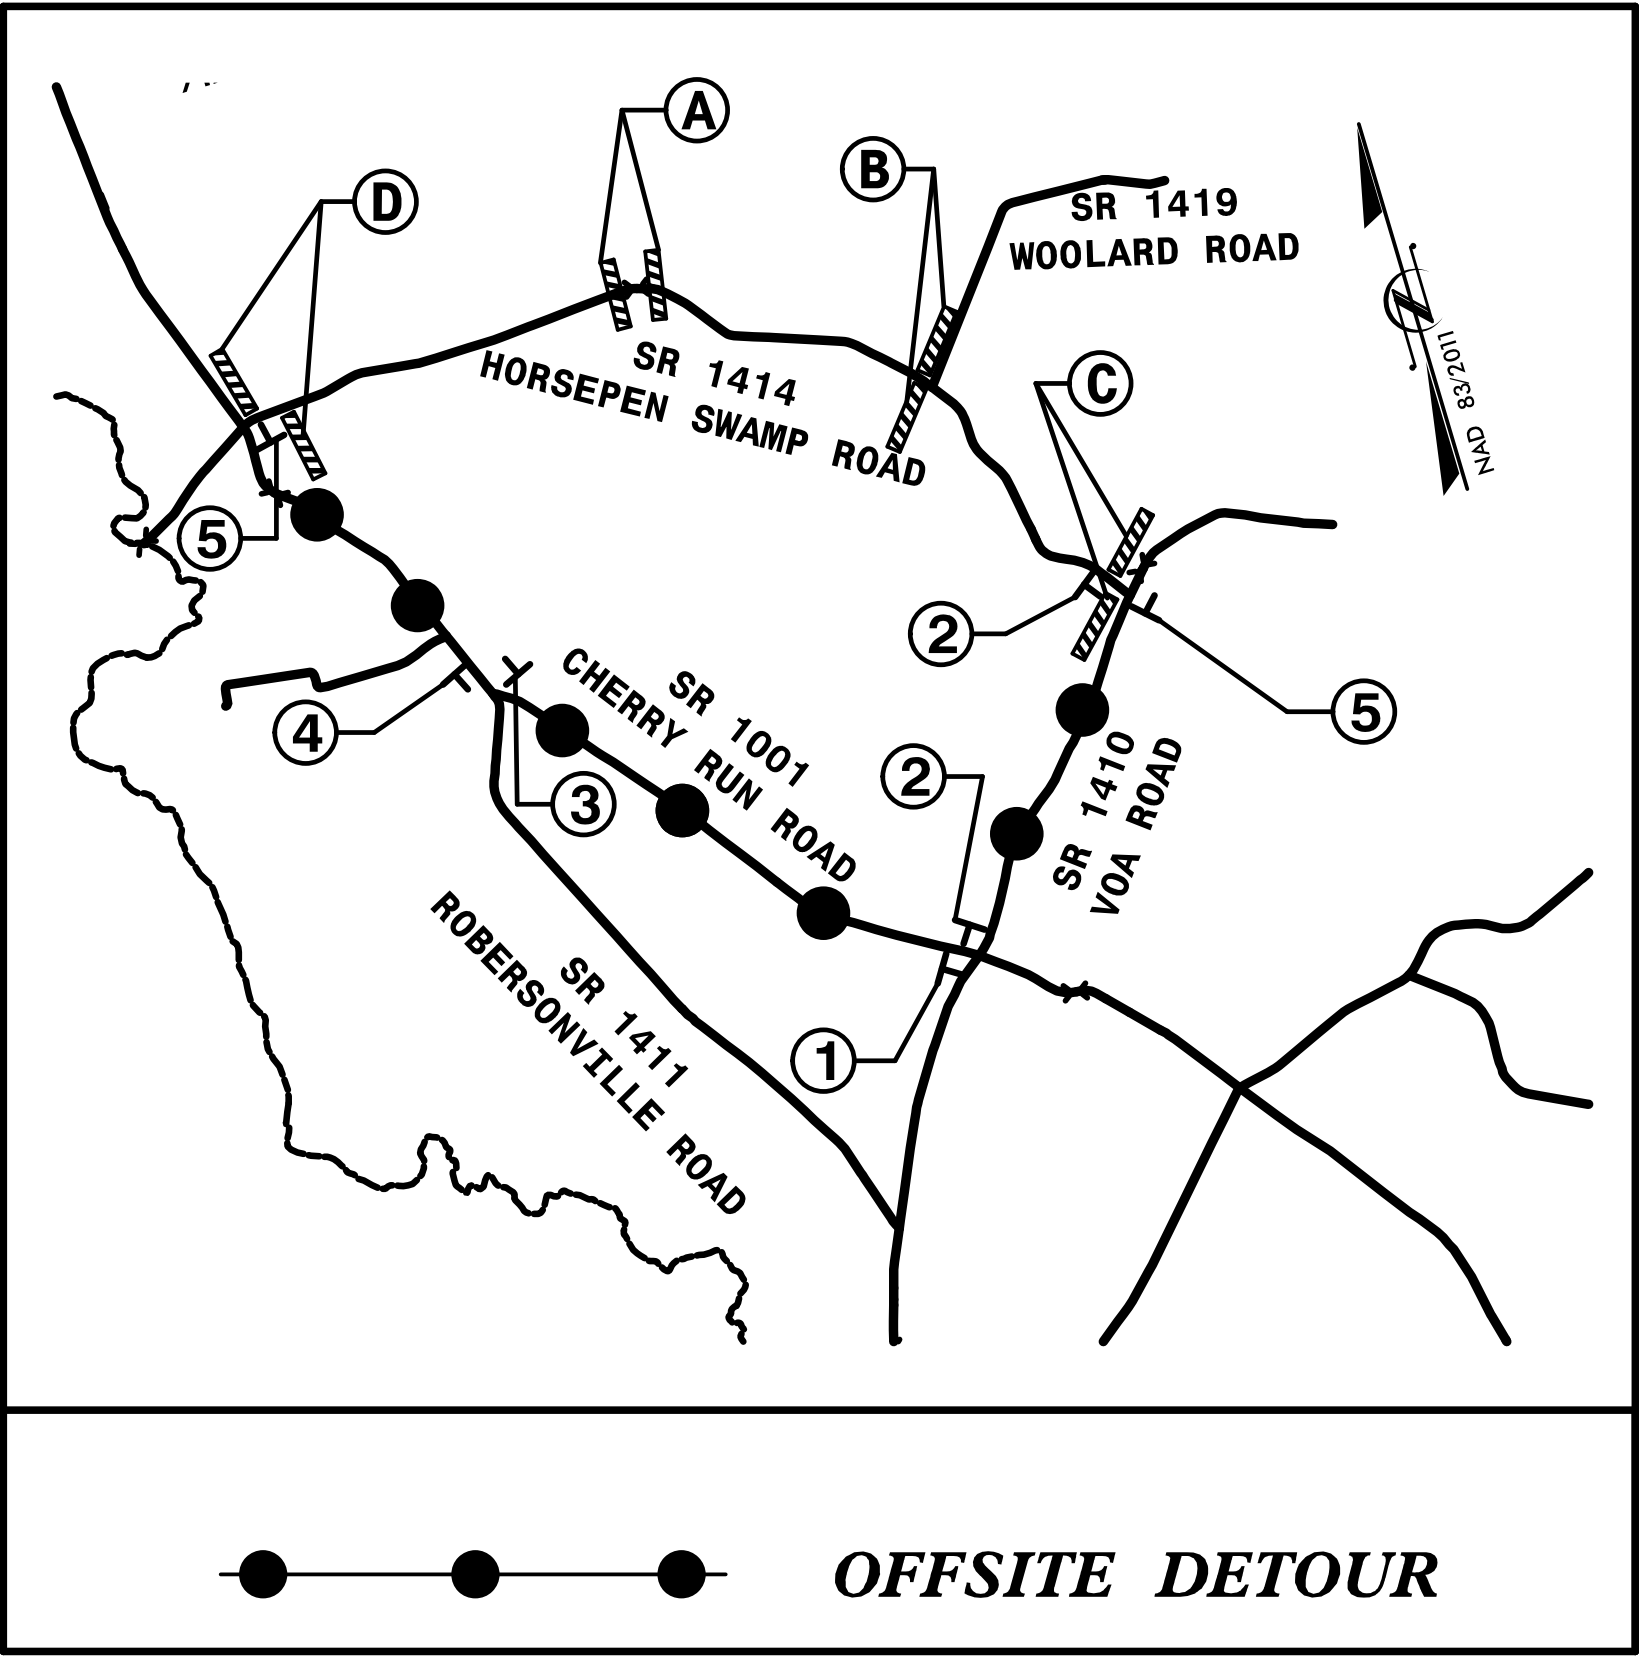 A
B
SR 1419
WOOLARD ROAD
D
SR 1414
HORSEPEN SWAMP ROAD
C
NAD 83/2011
5
2
5
SR 1001
CHERRY RUN ROAD
4
3
2
SR 1410
VOA ROAD
SR 1411
ROBERSONVILLE ROAD
1
OFFSITE DETOUR